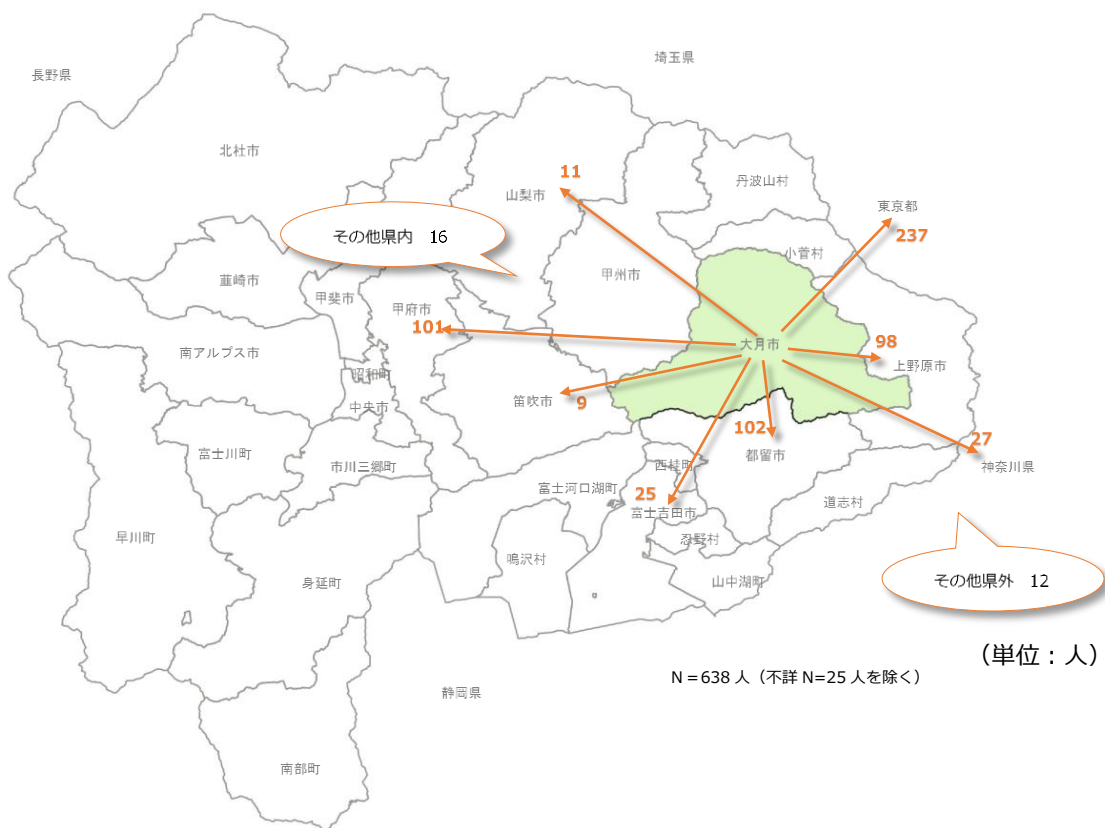 埼玉県
長野県
北杜市
丹波山村
11
山梨市
東京都
237
その他県内 16
小菅村
甲州市
韮崎市
甲斐市
甲府市
101
大月市
98
上野原市
南アルプス市
昭和町
笛吹市
9
中央市
102
都留市
27
神奈川県
富士川町
市川三郷町
西桂町
富士河口湖町
25
富士吉田市
道志村
早川町
忍野村
鳴沢村
身延町
山中湖町
その他県外 12
（単位：人）
N＝638 人（不詳 N=25 人を除く）
静岡県
南部町